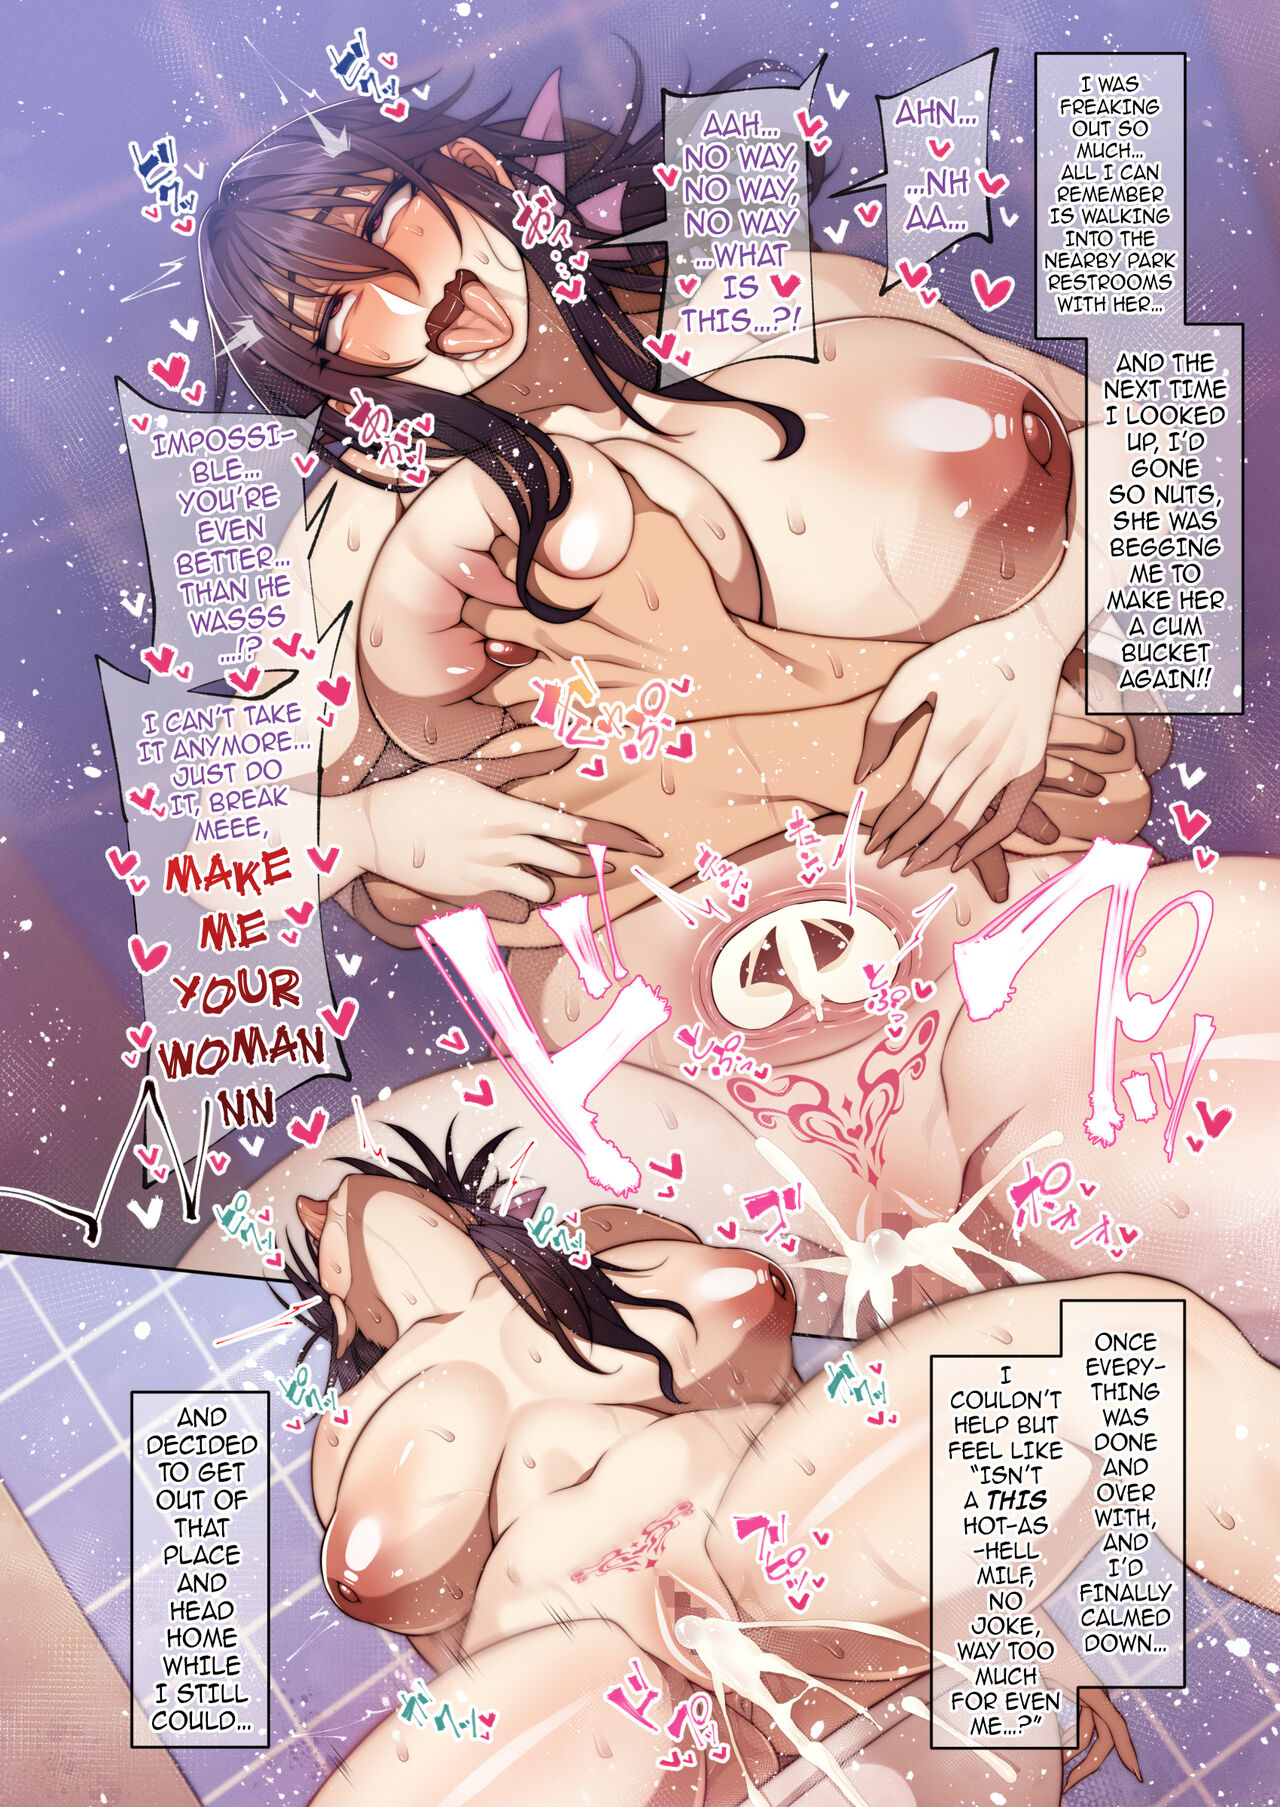 I WAS
FREAKING
OUT SO
MUCH...
ALL I CAN
REMEMBER
IS WALKING
INTO THE
NEARBY PARK
RESTROOMS
WITH HER...
AND THE
NEXT TIME
I LOOKED
UP, I'D
GONE
SO NUTS,
SHE WAS
BEGGING
ME TO
MAKE HER
A CUM
BUCKET
AGAIN!!
AHN...
...NH
AA...
AAH...
NO WAY,
NO WAY,
NO WAY
...WHAT
IS
THIS...?!
IMPOSSI-
BLE...
YOU'RE
EVEN
BETTER...
THAN HE
WASSS
...!?
I CAN'T TAKE
IT ANYMORE...
JUST DO
IT, BREAK
MEEE,
MAKE
ME
YOUR
WOMAN
NN
ONCE
EVERY-
THING
WAS
DONE
AND
OVER
WITH,
AND
I'D
FINALLY
CALMED
DOWN...
I
COULDN'T
HELP BUT
FEEL LIKE
"ISN'T
A THIS
HOT-AS
-HELL
MILF,
NO
JOKE,
WAY TOO
MUCH
FOR EVEN
ME...?"
AND
DECIDED
TO GET
OUT OF
THAT
PLACE
AND
HEAD
HOME
WHILE
I STILL
COULD...